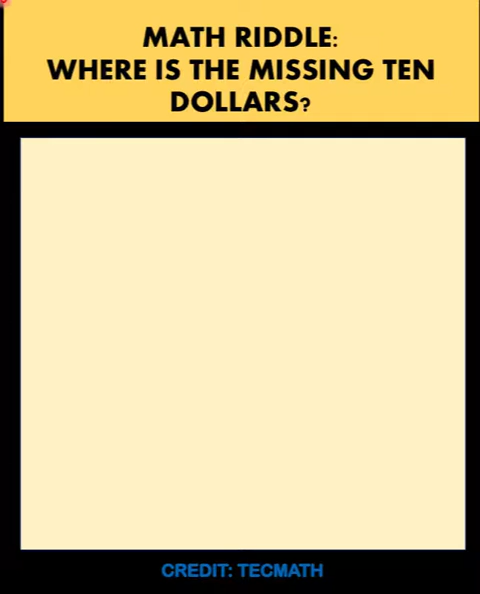 MATH RIDDLE:
WHERE IS THE MISSING TEN
DOLLARS?
CREDIT: TECMATH